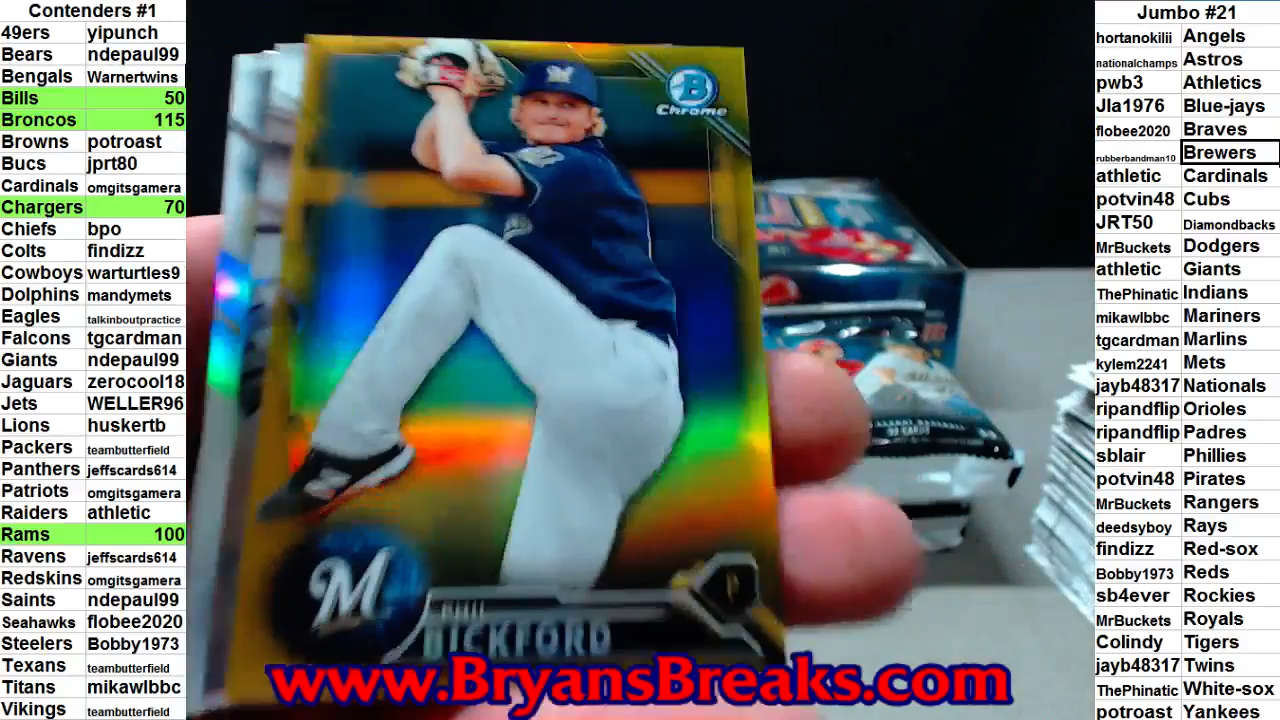 Contenders #1
49ers yipunch
Bears ndepaul99
Bengals Warnertwins
Bills 50
Broncos 115
Browns potroast
Bucs jprt80
Cardinals omgitsgamera
Chargers 70
Chiefs bpo
Colts findizz
Cowboys warturtles9
Dolphins mandymets
Eagles talkinboutpractice
Falcons tgcardman
Giants ndepaul99
Jaguars zerocool18
Jets WELLER96
Lions huskertb
Packers teambutterfield
Panthers jeffscards614
Patriots omgitsgamera
Raiders athletic
Rams 100
Ravens jeffscards614
Redskins omgitsgamera
Saints ndepaul99
Seahawks flobee2020
Steelers Bobby1973
Texans teambutterfield
Titans mikawlbbc
Vikings teambutterfield
B
Chrome
M
PHIL
BICKFORD
P
www.BryansBreaks.com
Jumbo #21
hortanokilii Angels
nationalchamps Astros
pwb3 Athletics
Jla1976 Blue-jays
flobee2020 Braves
rubberbandman10 Brewers
athletic Cardinals
potvin48 Cubs
JRT50 Diamondbacks
MrBuckets Dodgers
athletic Giants
ThePhinatic Indians
mikawlbbc Mariners
tgcardman Marlins
kylem2241 Mets
jayb48317 Nationals
ripandflip Orioles
ripandflip Padres
sblair Phillies
potvin48 Pirates
MrBuckets Rangers
deedsyboy Rays
findizz Red-sox
Bobby1973 Reds
sb4ever Rockies
MrBuckets Royals
Colindy Tigers
jayb48317 Twins
ThePhinatic White-sox
potroast Yankees